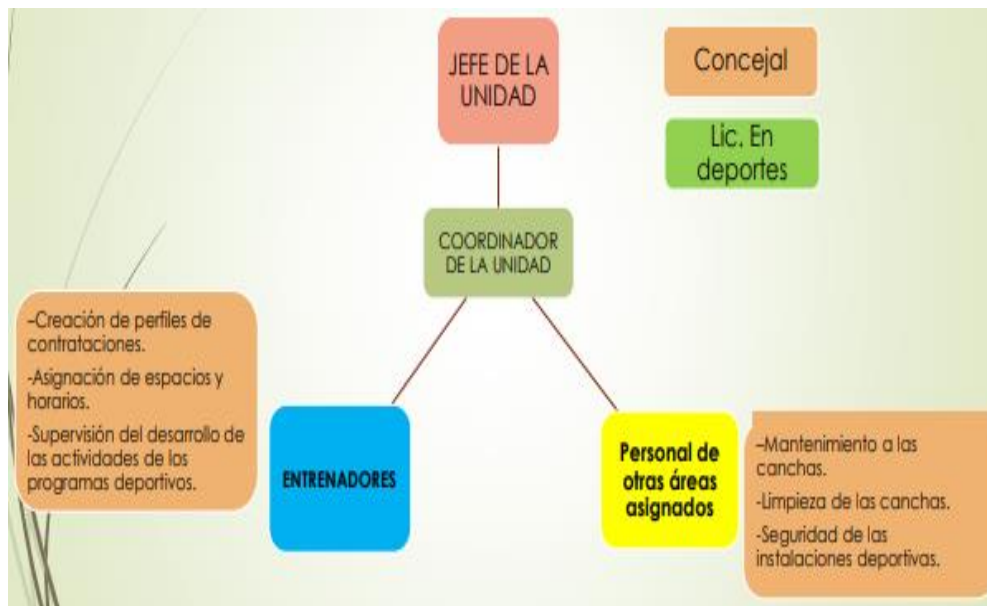 JEFE DE LA
UNIDAD
Concejal
Lic. En
deportes
COORDINADOR
DE LA UNIDAD
–Creación de perfiles de
contrataciones.
-Asignación de espacios y
horarios.
-Supervisión del desarrollo de
las actividades de los
programas deportivos.
ENTRENADORES
Personal de
otras áreas
asignados
–Mantenimiento a las
canchas.
-Limpieza de las canchas.
-Seguridad de las
instalaciones deportivas.